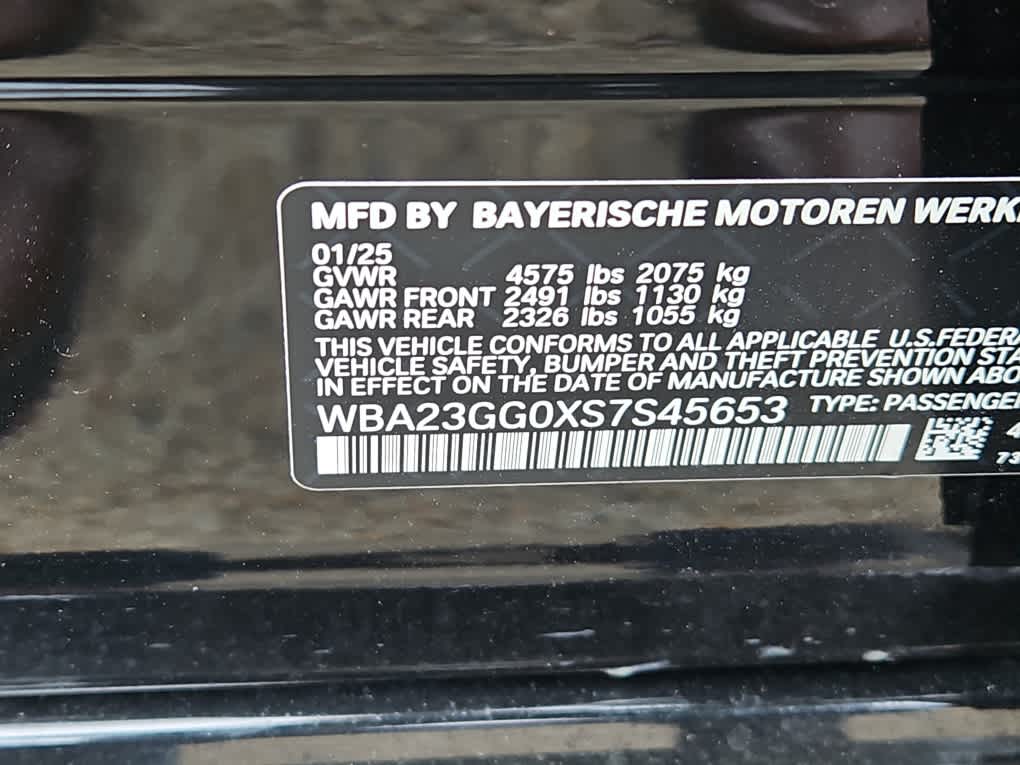 MFD BY BAYERISCHE MOTOREN WERK
01/25
GVWR 4575 lbs 2075 kg
GAWR FRONT 2491 lbs 1130 kg
GAWR REAR 2326 lbs 1055 kg
THIS VEHICLE CONFORMS TO ALL APPLICABLE U.S.FEDERA
VEHICLE SAFETY, BUMPER AND THEFT PREVENTION STA
IN EFFECT ON THE DATE OF MANUFACTURE SHOWN ABO
WBA23GG0XS7S45653 TYPE: PASSENGE
4
73